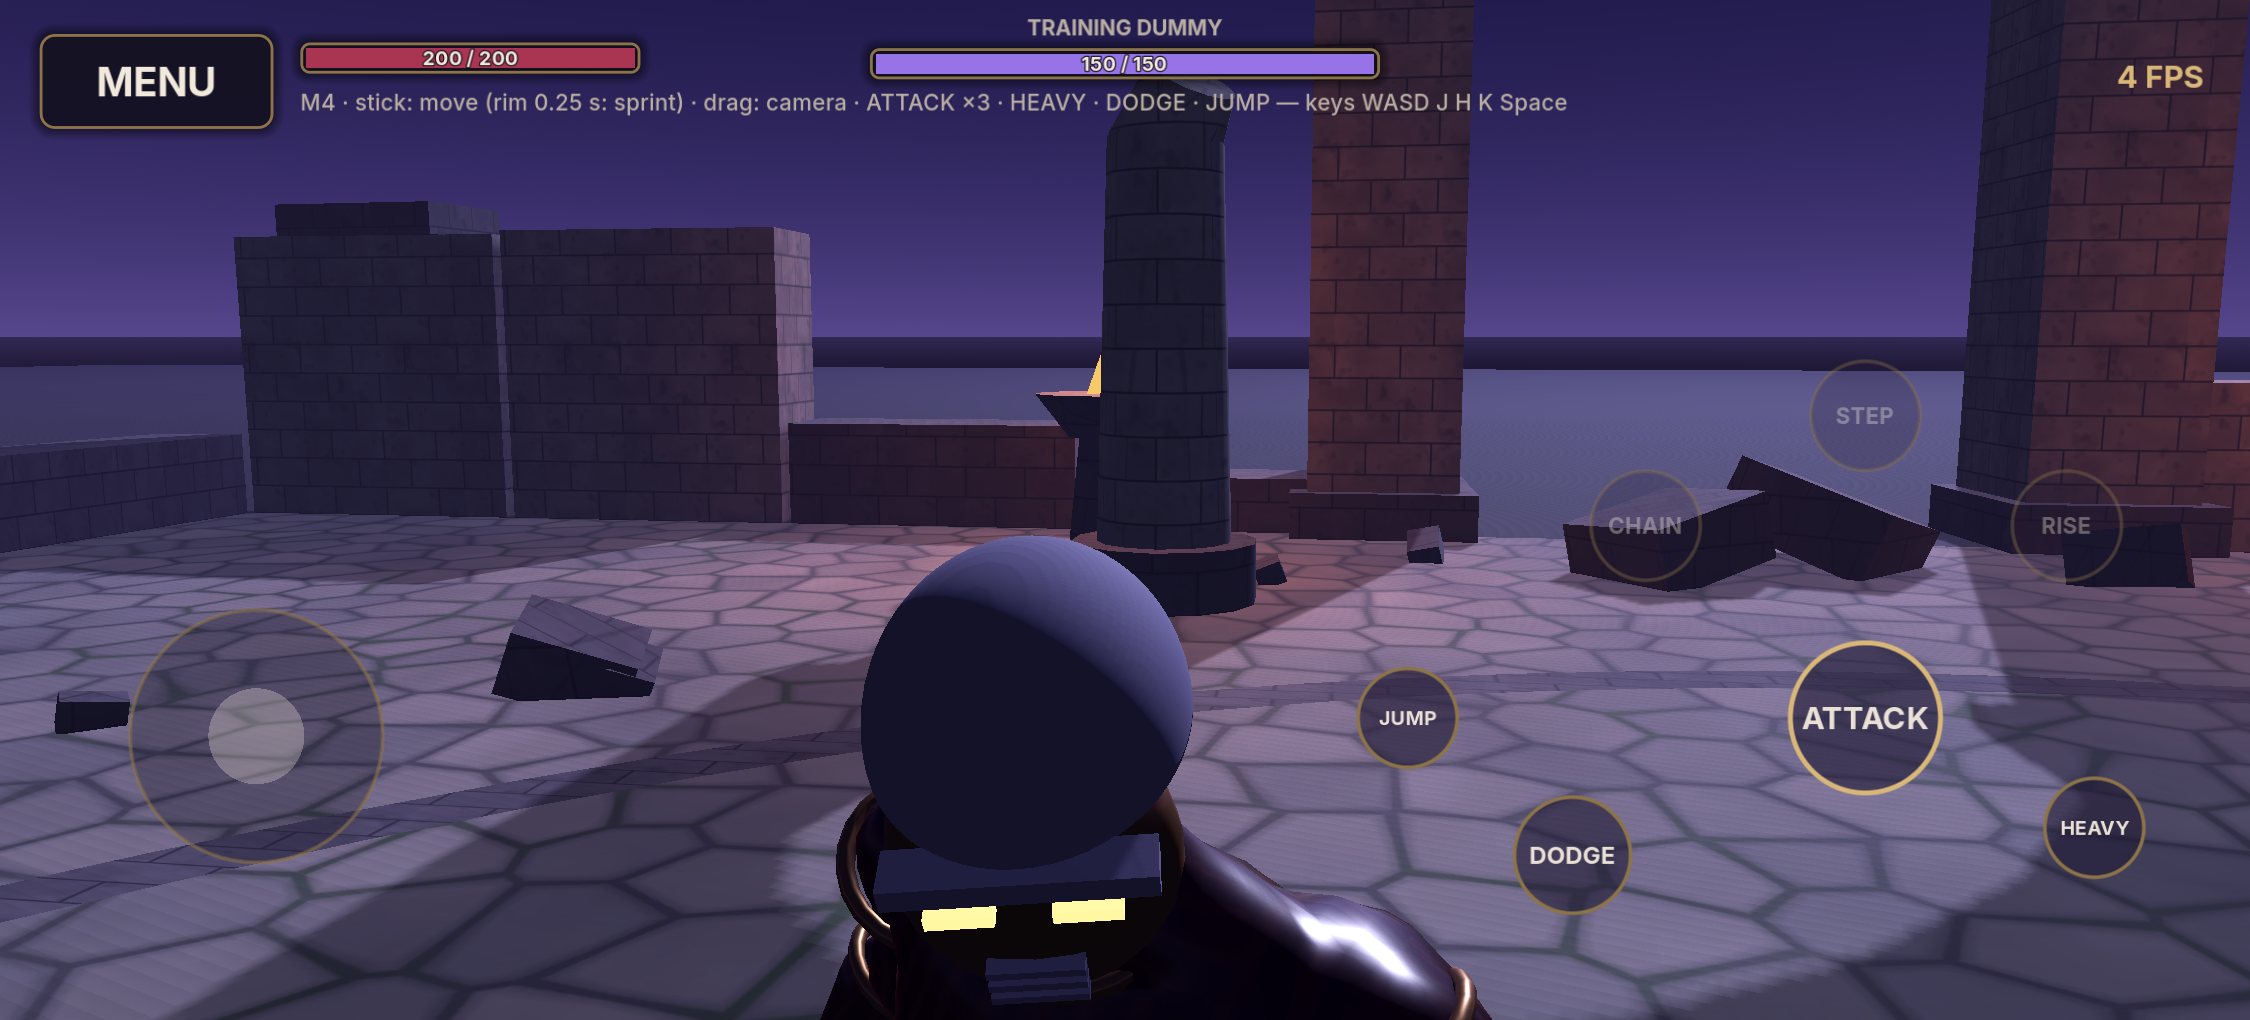 TRAINING DUMMY
MENU
200 / 200
150 / 150
4 FPS
M4 · stick: move (rim 0.25 s: sprint) · drag: camera · ATTACK ×3 · HEAVY · DODGE · JUMP — keys WASD J H K Space
STEP
CHAIN
RISE
JUMP
ATTACK
DODGE
HEAVY